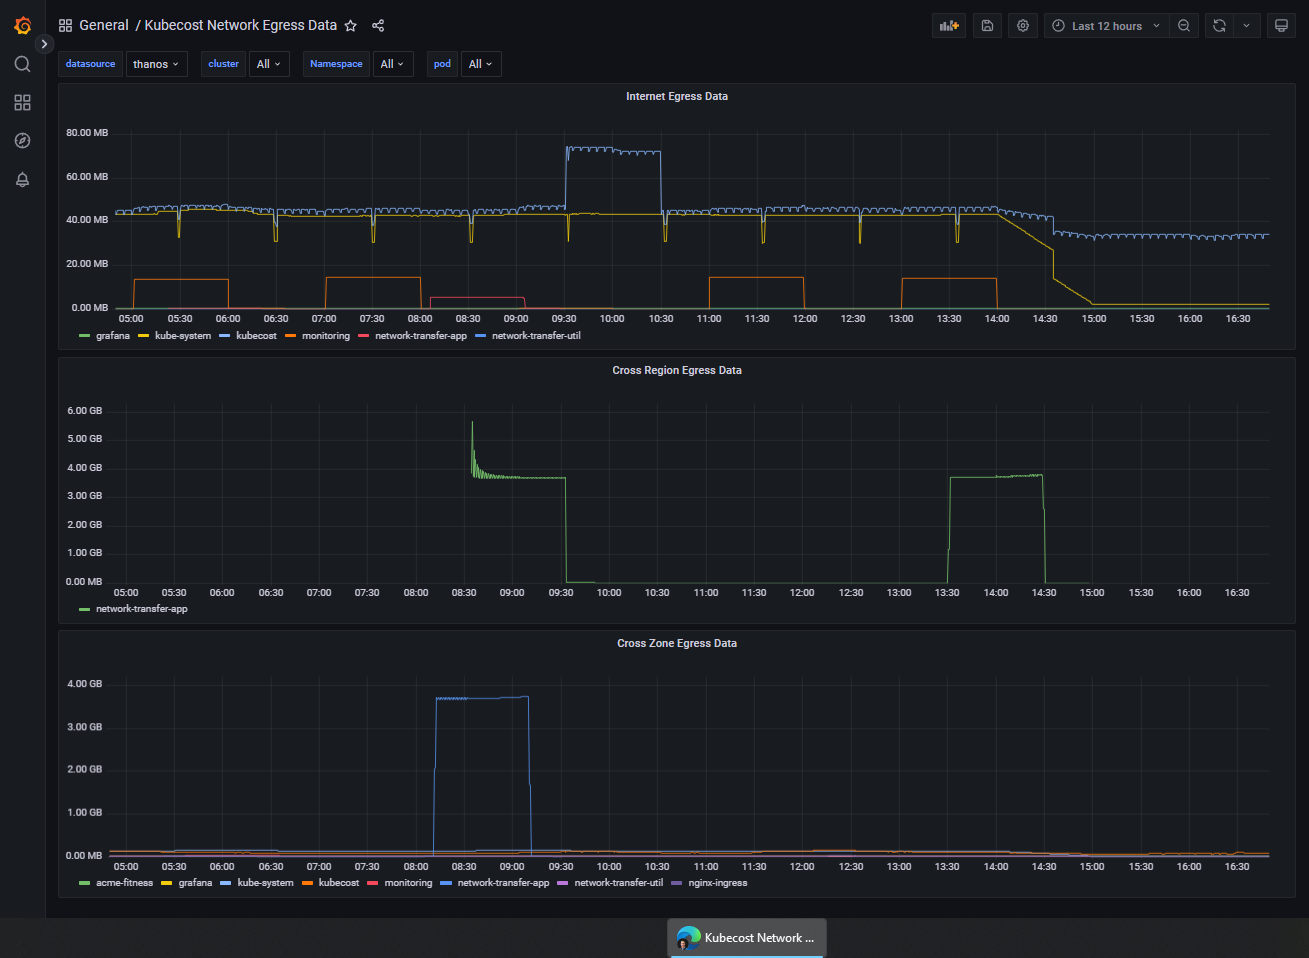 General / Kubecost Network Egress Data
Last 12 hours
datasource thanos cluster All Namespace All pod All
Internet Egress Data
80.00 MB
60.00 MB
40.00 MB
20.00 MB
0.00 MB
05:00 05:30 06:00 06:30 07:00 07:30 08:00 08:30 09:00 09:30 10:00 10:30 11:00 11:30 12:00 12:30 13:00 13:30 14:00 14:30 15:00 15:30 16:00 16:30
grafana kube-system kubecost monitoring network-transfer-app network-transfer-util
Cross Region Egress Data
6.00 GB
5.00 GB
4.00 GB
3.00 GB
2.00 GB
1.00 GB
0.00 MB
05:00 05:30 06:00 06:30 07:00 07:30 08:00 08:30 09:00 09:30 10:00 10:30 11:00 11:30 12:00 12:30 13:00 13:30 14:00 14:30 15:00 15:30 16:00 16:30
network-transfer-app
Cross Zone Egress Data
4.00 GB
3.00 GB
2.00 GB
1.00 GB
0.00 MB
05:00 05:30 06:00 06:30 07:00 07:30 08:00 08:30 09:00 09:30 10:00 10:30 11:00 11:30 12:00 12:30 13:00 13:30 14:00 14:30 15:00 15:30 16:00 16:30
acme-fitness grafana kube-system kubecost monitoring network-transfer-app network-transfer-util nginx-ingress
Kubecost Network ...